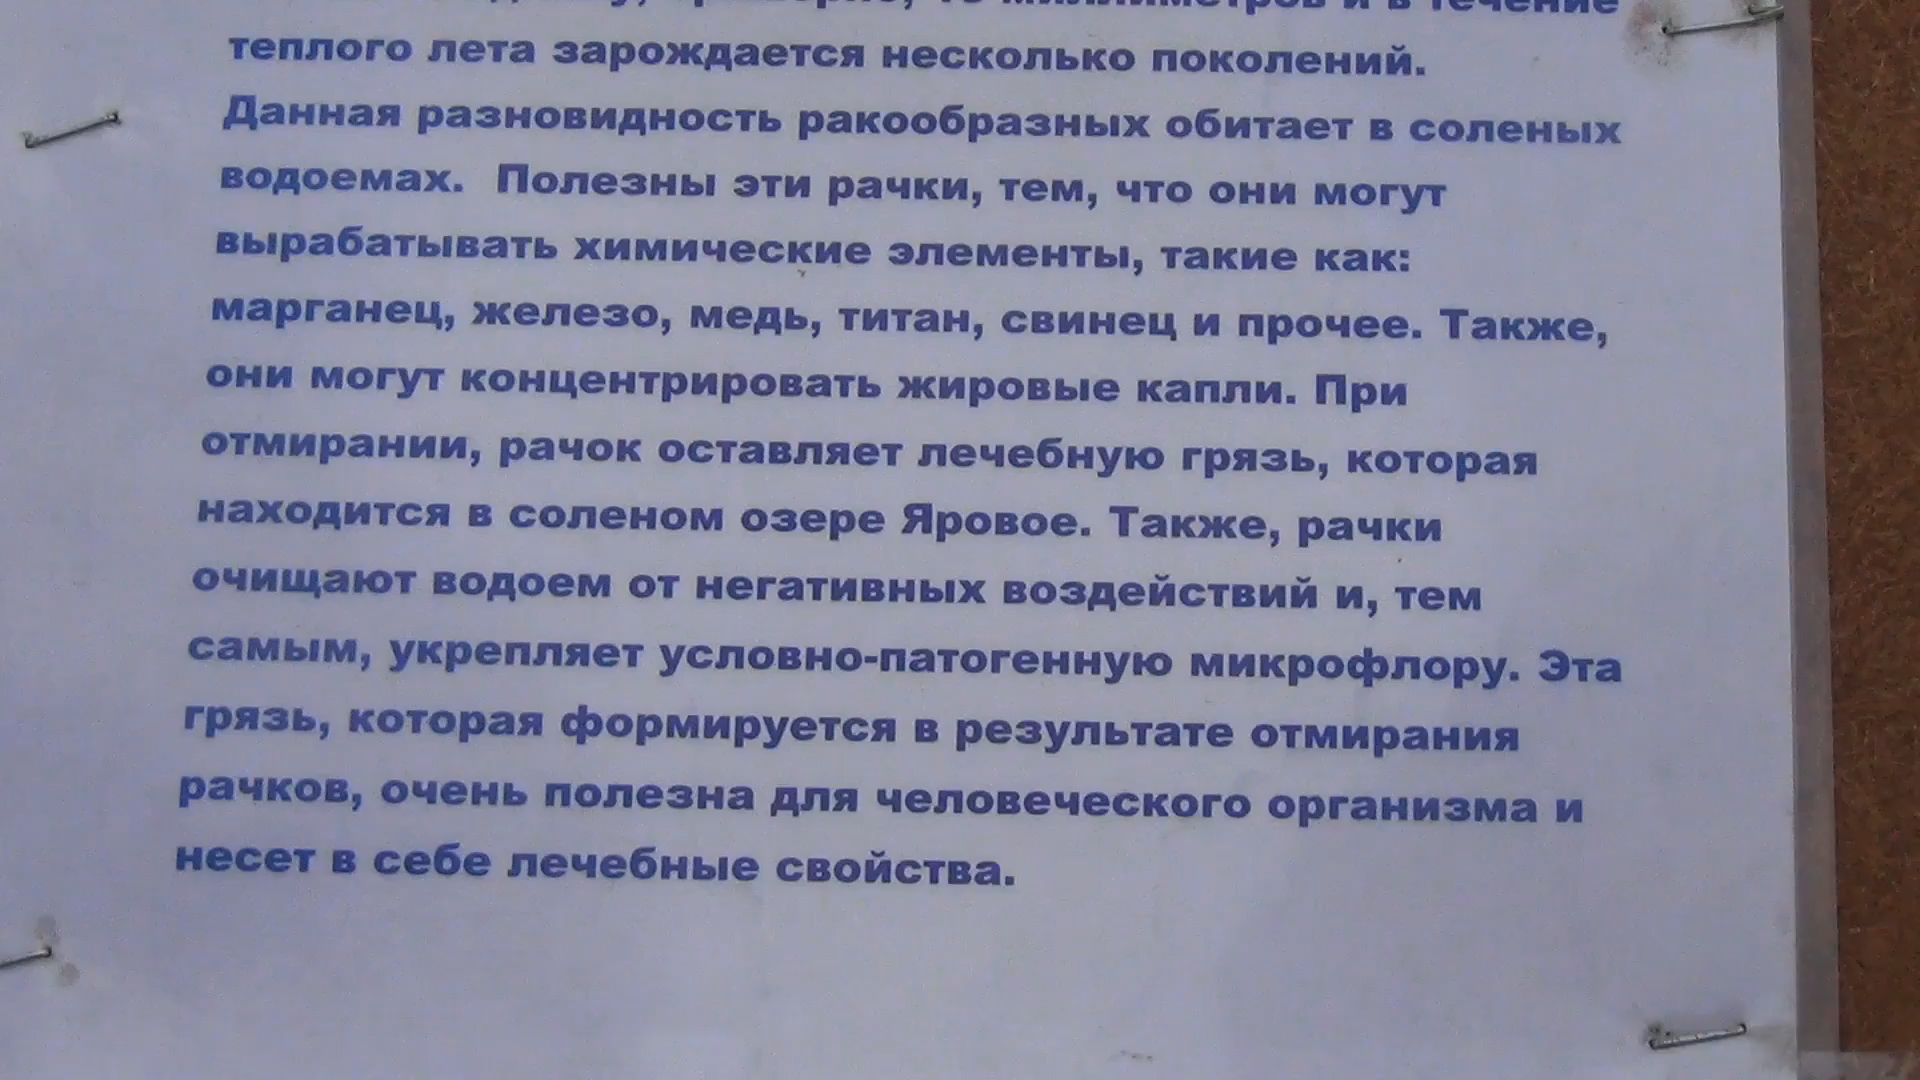 миллиметров и в течение
теплого лета зарождается несколько поколений.
Данная разновидность ракообразных обитает в соленых
водоемах. Полезны эти рачки, тем, что они могут
вырабатывать химические элементы, такие как:
марганец, железо, медь, титан, свинец и прочее. Также,
они могут концентрировать жировые капли. При
отмирании, рачок оставляет лечебную грязь, которая
находится в соленом озере Яровое. Также, рачки
очищают водоем от негативных воздействий и, тем
самым, укрепляет условно-патогенную микрофлору. Эта
грязь, которая формируется в результате отмирания
рачков, очень полезна для человеческого организма и
несет в себе лечебные свойства.